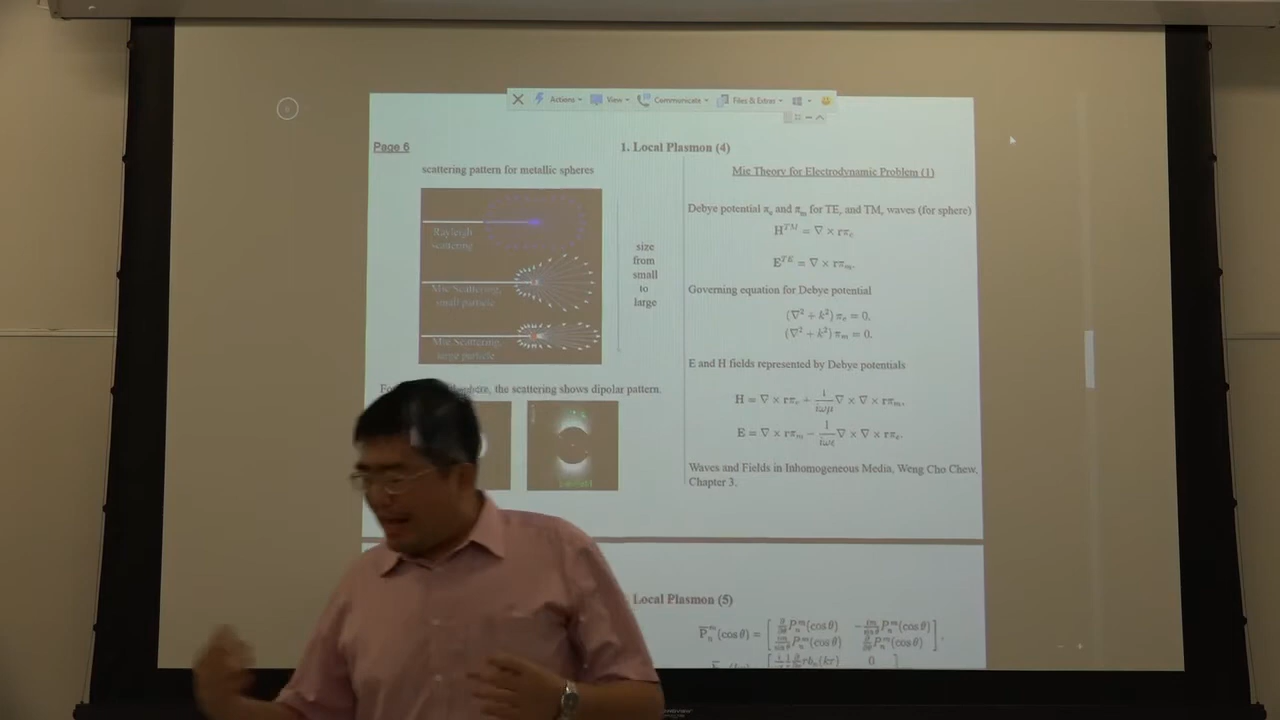 Actions
View
Communicate
Files & Extras
Page 6
1. Local Plasmon (4)
scattering pattern for metallic spheres
Rayleigh
scattering
Mie Scattering,
small particle
Mie Scattering,
large particle
size
from
small
to
large
sphere, the scattering shows dipolar pattern.
Mie Theory for Electrodynamic Problem (1)
Debye potential πe and πm for TEr and TMr waves (for sphere)
H^TM = ∇ × rπe
E^TE = ∇ × rπm.
Governing equation for Debye potential
(∇² + k²) πe = 0,
(∇² + k²) πm = 0.
E and H fields represented by Debye potentials
H = ∇ × rπe + 1/iωμ ∇ × ∇ × rπm,
E = ∇ × rπm − 1/iωε ∇ × ∇ × rπe.
Waves and Fields in Inhomogeneous Media, Weng Cho Chew,
Chapter 3.
Local Plasmon (5)